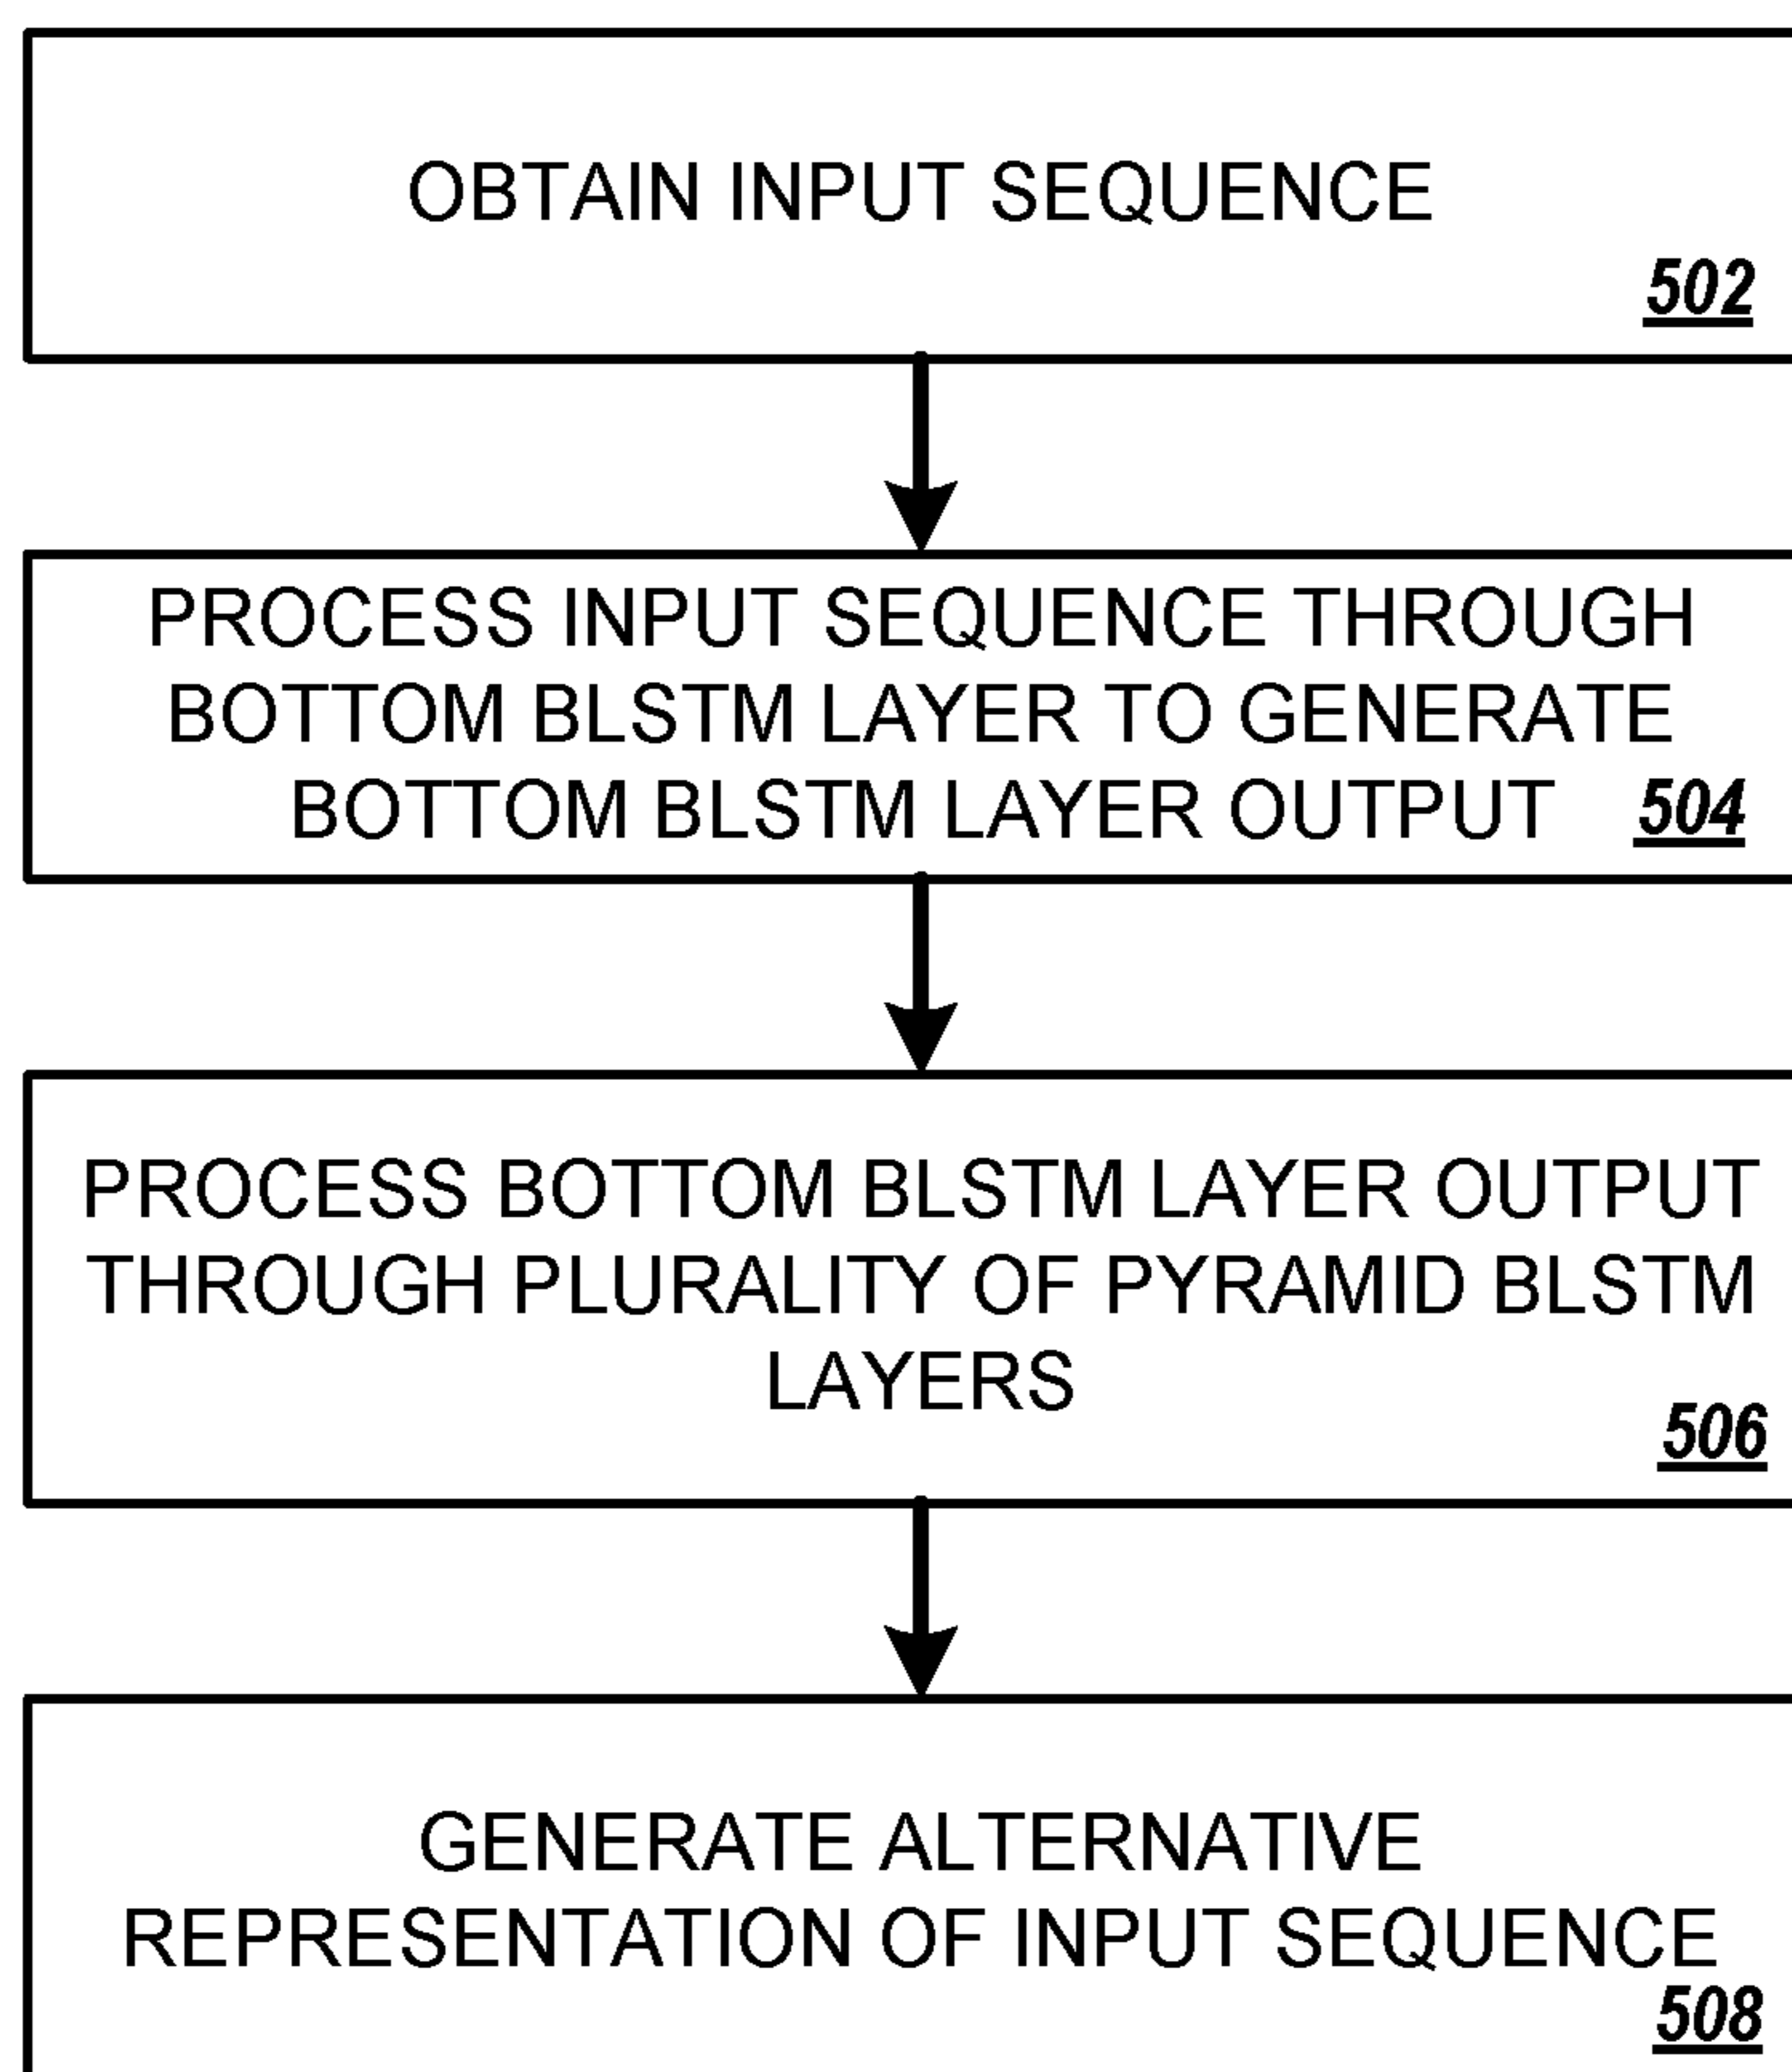 OBTAIN INPUT SEQUENCE
502
PROCESS INPUT SEQUENCE THROUGH
BOTTOM BLSTM LAYER TO GENERATE
BOTTOM BLSTM LAYER OUTPUT 504
PROCESS BOTTOM BLSTM LAYER OUTPUT
THROUGH PLURALITY OF PYRAMID BLSTM
LAYERS
506
GENERATE ALTERNATIVE
REPRESENTATION OF INPUT SEQUENCE
508